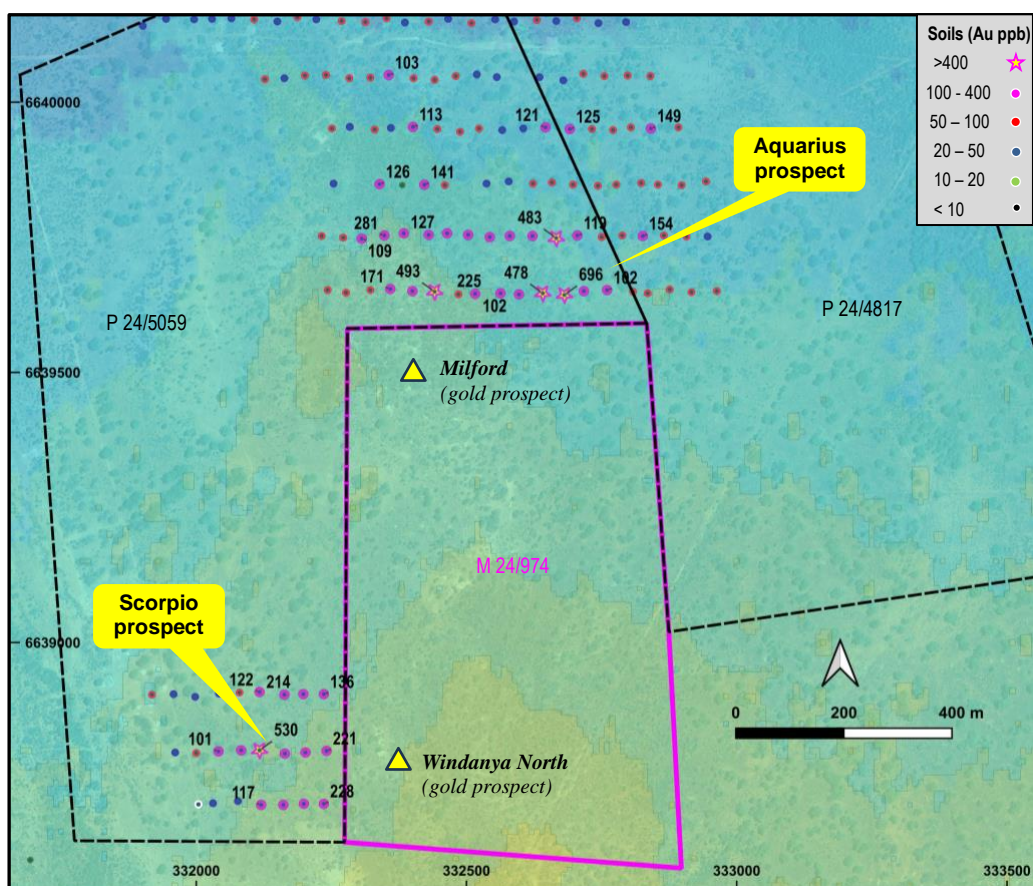 Soils (Au ppb)
>400
100 - 400
50 – 100
20 – 50
10 – 20
< 10
103
6640000
113
121
125
149
Aquarius
prospect
126
141
281
127
483
119
154
109
171
493
225
478
696
102
102
P 24/5059
P 24/4817
6639500
Milford
(gold prospect)
M 24/974
Scorpio
prospect
6639000
122
214
136
0
200
400 m
101
530
221
Windanya North
(gold prospect)
117
228
332000
332500
333000
333500